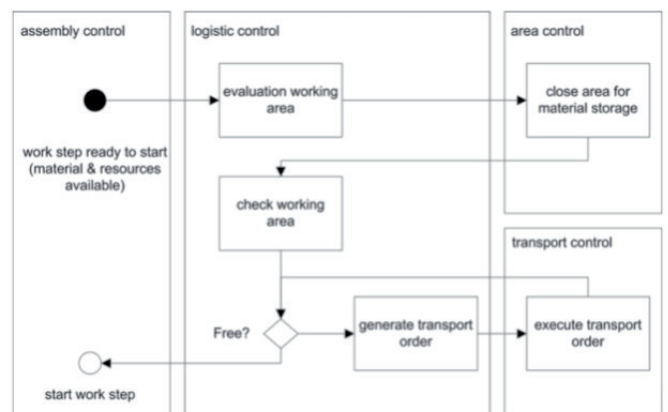 assembly control
logistic control
area control
evaluation working
area
close area for
material storage
work step ready to start
(material & resources
available)
check working
area
transport control
Free?
generate transport
order
execute transport
order
start work step